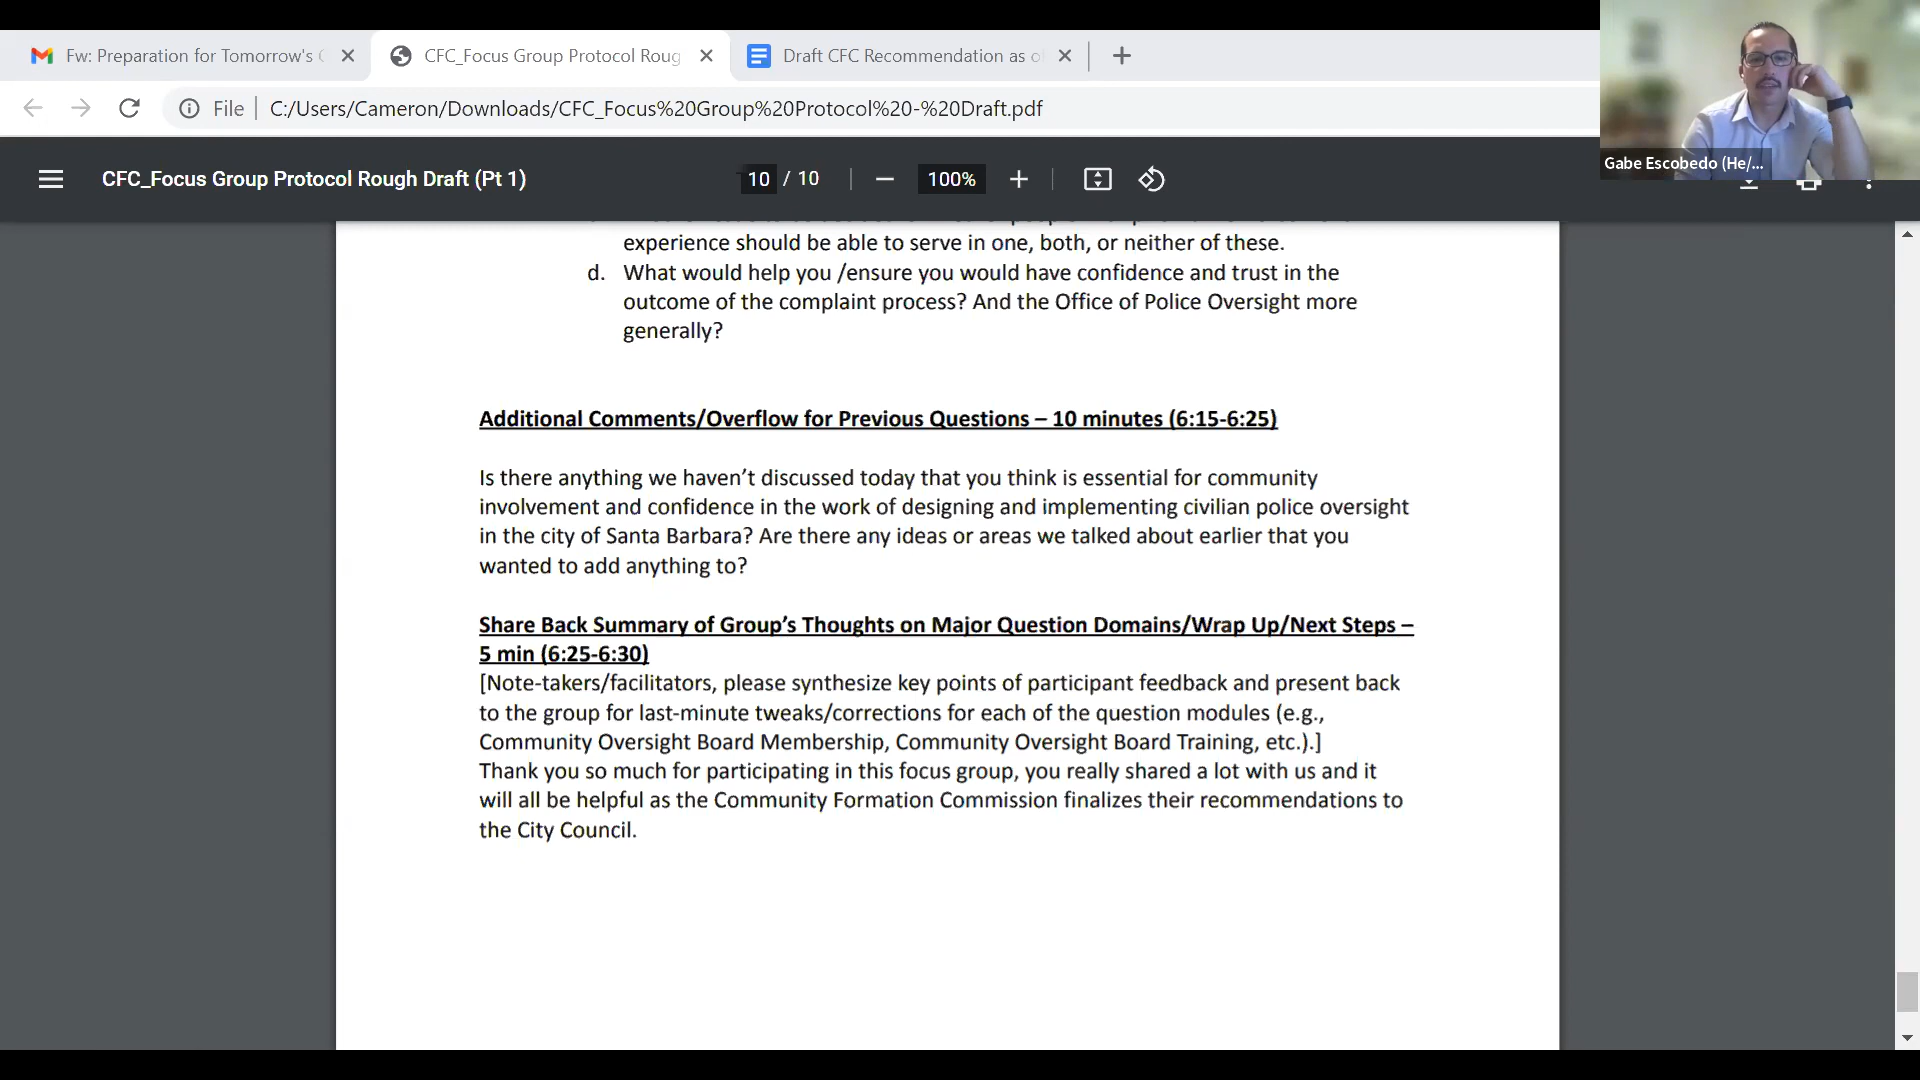 Fw: Preparation for Tomorrow's
CFC_Focus Group Protocol Roug
Draft CFC Recommendation as o
File
C:/Users/Cameron/Downloads/CFC_Focus%20Group%20Protocol%20-%20Draft.pdf
Gabe Escobedo (He/...
CFC_Focus Group Protocol Rough Draft (Pt 1)
10 / 10
100%
experience should be able to serve in one, both, or neither of these.
d. What would help you /ensure you would have confidence and trust in the
outcome of the complaint process? And the Office of Police Oversight more
generally?
Additional Comments/Overflow for Previous Questions – 10 minutes (6:15-6:25)
Is there anything we haven’t discussed today that you think is essential for community
involvement and confidence in the work of designing and implementing civilian police oversight
in the city of Santa Barbara? Are there any ideas or areas we talked about earlier that you
wanted to add anything to?
Share Back Summary of Group’s Thoughts on Major Question Domains/Wrap Up/Next Steps –
5 min (6:25-6:30)
[Note-takers/facilitators, please synthesize key points of participant feedback and present back
to the group for last-minute tweaks/corrections for each of the question modules (e.g.,
Community Oversight Board Membership, Community Oversight Board Training, etc.).]
Thank you so much for participating in this focus group, you really shared a lot with us and it
will all be helpful as the Community Formation Commission finalizes their recommendations to
the City Council.